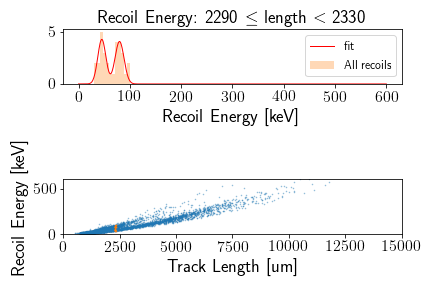 Recoil Energy: 2290 ≤ length < 2330
5
0
fit
All recoils
0 100 200 300 400 500 600
Recoil Energy [keV]
Recoil Energy [keV]
500
0
0 2500 5000 7500 10000 12500 15000
Track Length [um]